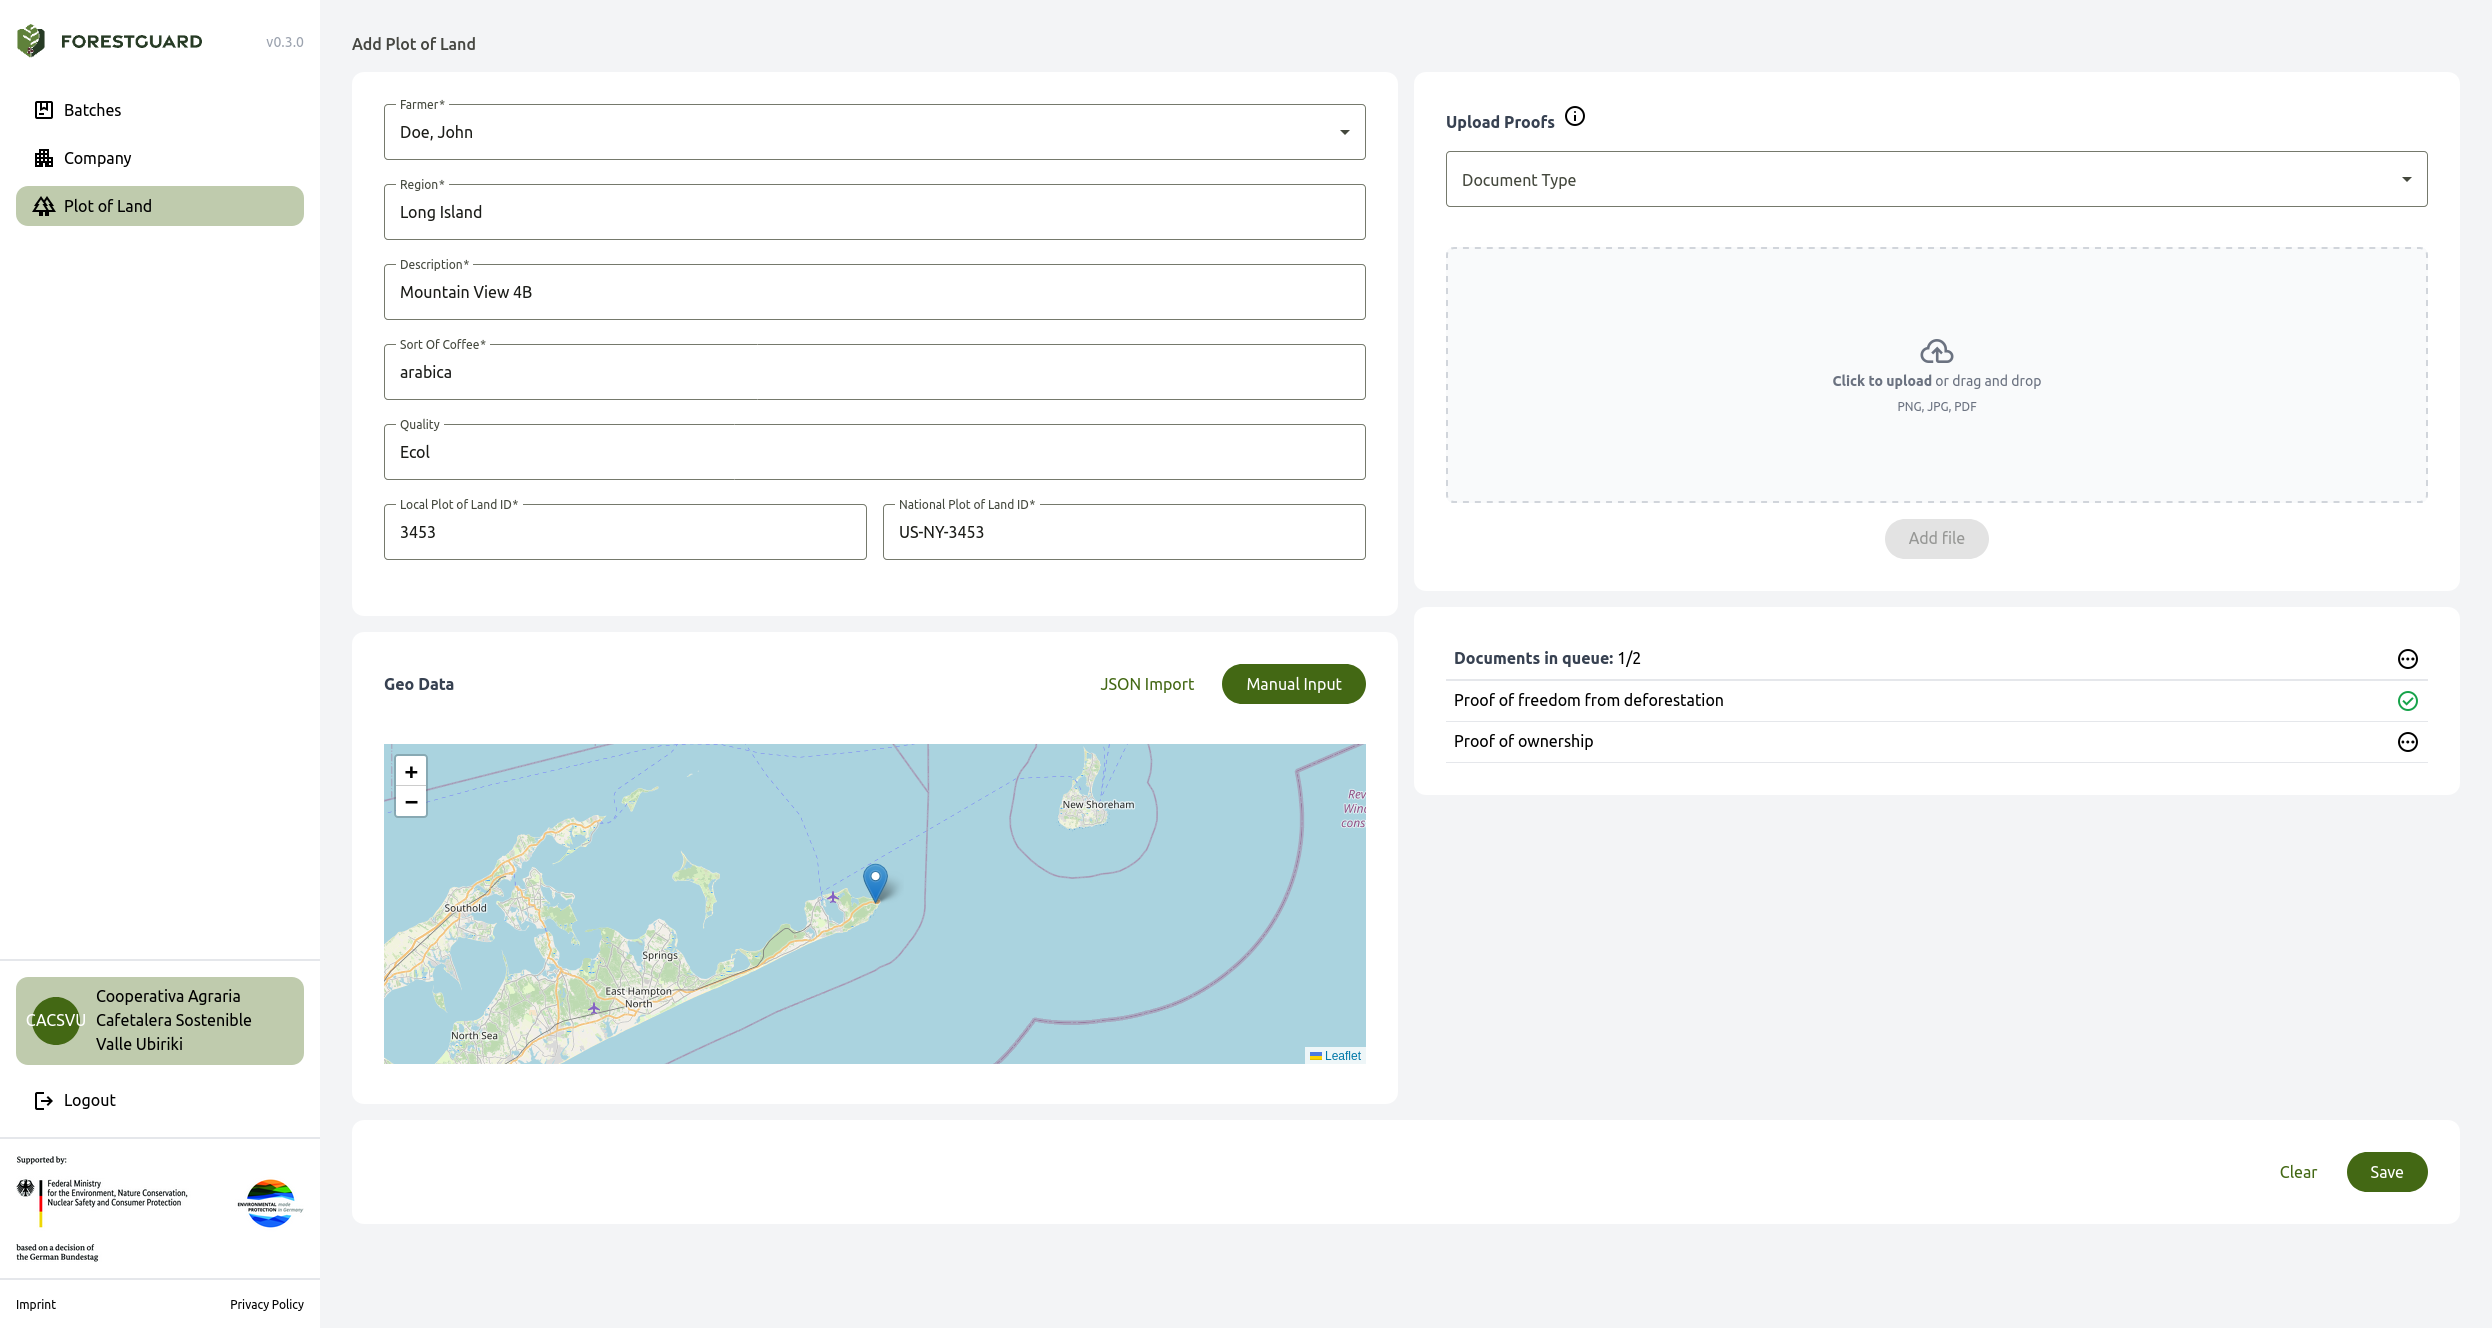 FORESTGUARD
v0.3.0
Batches
Company
Plot of Land
Cooperativa Agraria
CACSVU
Cafetalera Sostenible
Valle Ubiriki
Logout
Supported by:
Federal Ministry
for the Environment, Nature Conservation,
Nuclear Safety and Consumer Protection
ENVIRONMENTAL made
PROTECTION in Germany
based on a decision of
the German Bundestag
Imprint
Privacy Policy
Add Plot of Land
Farmer*
Doe, John
Region*
Long Island
Description*
Mountain View 4B
Sort Of Coffee*
arabica
Quality
Ecol
Local Plot of Land ID*
3453
National Plot of Land ID*
US-NY-3453
Geo Data
JSON Import
Manual Input
+
−
New Shoreham
Rev
Wind
cons
Southold
Springs
East Hampton
North
North Sea
Leaflet
Upload Proofs
Document Type
Click to upload or drag and drop
PNG, JPG, PDF
Add file
Documents in queue: 1/2
Proof of freedom from deforestation
Proof of ownership
Clear
Save